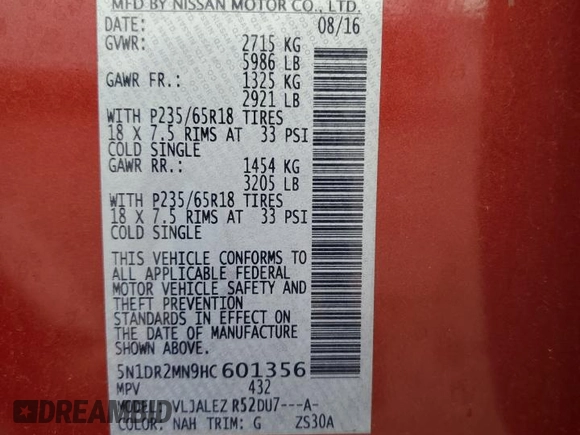 MFD BY NISSAN MOTOR CO., LTD.
DATE: 08/16
GVWR: 2715 KG
5986 LB
GAWR FR.: 1325 KG
2921 LB
WITH P235/65R18 TIRES
18 X 7.5 RIMS AT 33 PSI
COLD SINGLE
GAWR RR.: 1454 KG
3205 LB
WITH P235/65R18 TIRES
18 X 7.5 RIMS AT 33 PSI
COLD SINGLE
THIS VEHICLE CONFORMS TO
ALL APPLICABLE FEDERAL
MOTOR VEHICLE SAFETY AND
THEFT PREVENTION
STANDARDS IN EFFECT ON
THE DATE OF MANUFACTURE
SHOWN ABOVE.
5N1DR2MN9HC601356
MPV 432
MODEL: VLJALEZ R52DU7---A-
COLOR: NAH TRIM: G ZS30A
DREAMBID